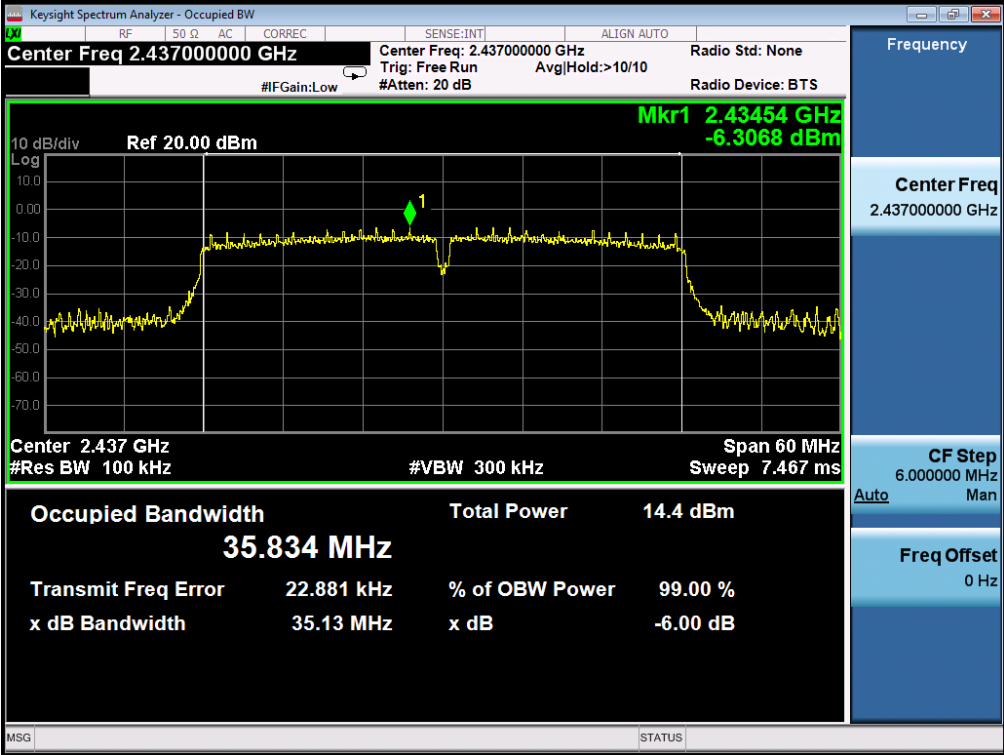 Keysight Spectrum Analyzer - Occupied BW
LXI RF 50 Ω AC CORREC SENSE:INT ALIGN AUTO
Center Freq 2.437000000 GHz
Center Freq: 2.437000000 GHz Radio Std: None
Trig: Free Run Avg|Hold:>10/10
#IFGain:Low #Atten: 20 dB Radio Device: BTS
Mkr1 2.43454 GHz
-6.3068 dBm
10 dB/div Ref 20.00 dBm
Log
10.0
0.00
-10.0
-20.0
-30.0
-40.0
-50.0
-60.0
-70.0
1
Center 2.437 GHz Span 60 MHz
#Res BW 100 kHz #VBW 300 kHz Sweep 7.467 ms
Occupied Bandwidth Total Power 14.4 dBm
35.834 MHz
Transmit Freq Error 22.881 kHz % of OBW Power 99.00 %
x dB Bandwidth 35.13 MHz x dB -6.00 dB
Frequency
Center Freq
2.437000000 GHz
CF Step
6.000000 MHz
Auto Man
Freq Offset
0 Hz
MSG STATUS